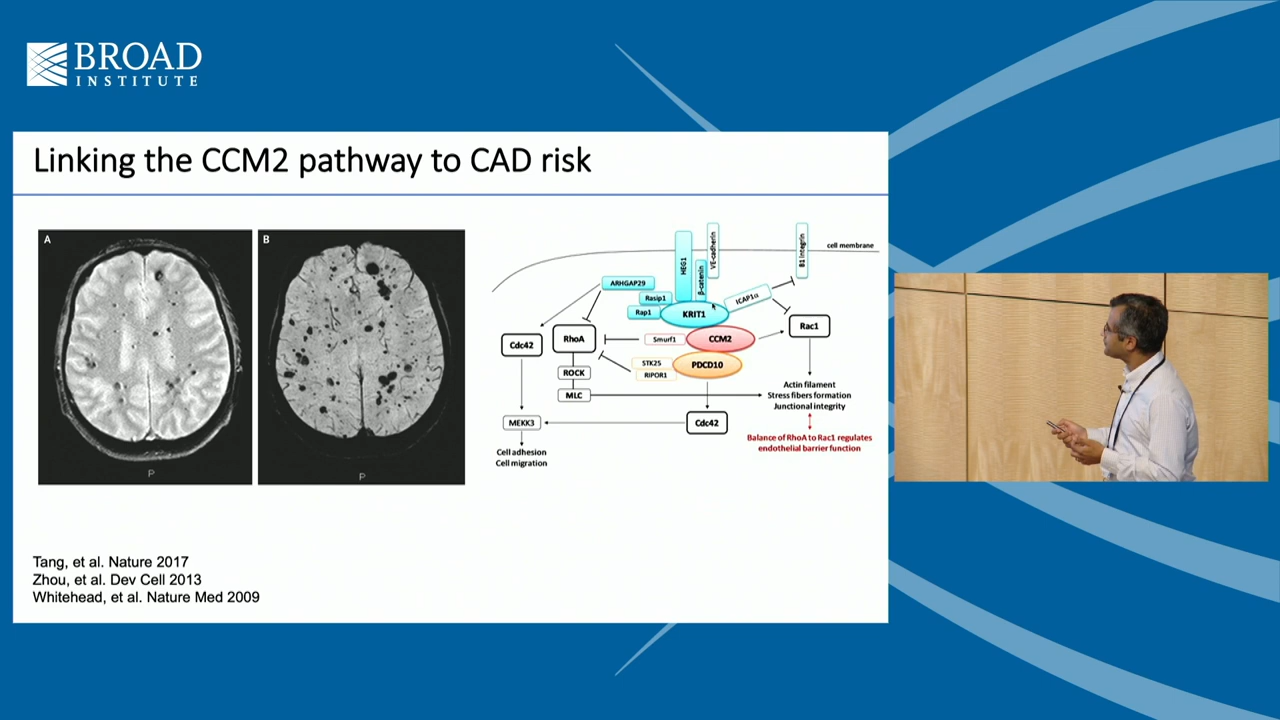 BROAD
INSTITUTE
Linking the CCM2 pathway to CAD risk
A
B
P
P
cell membrane
HEG1
β-catenin
VE-cadherin
B1 integrin
ARHGAP29
Rasip1
Rap1
KRIT1
ICAP1α
Cdc42
RhoA
Smurf1
CCM2
Rac1
STK25
RIPOR1
PDCD10
ROCK
MLC
Actin filament
Stress fibers formation
Junctional integrity
MEKK3
Cdc42
Balance of RhoA to Rac1 regulates
endothelial barrier function
Cell adhesion
Cell migration
Tang, et al. Nature 2017
Zhou, et al. Dev Cell 2013
Whitehead, et al. Nature Med 2009